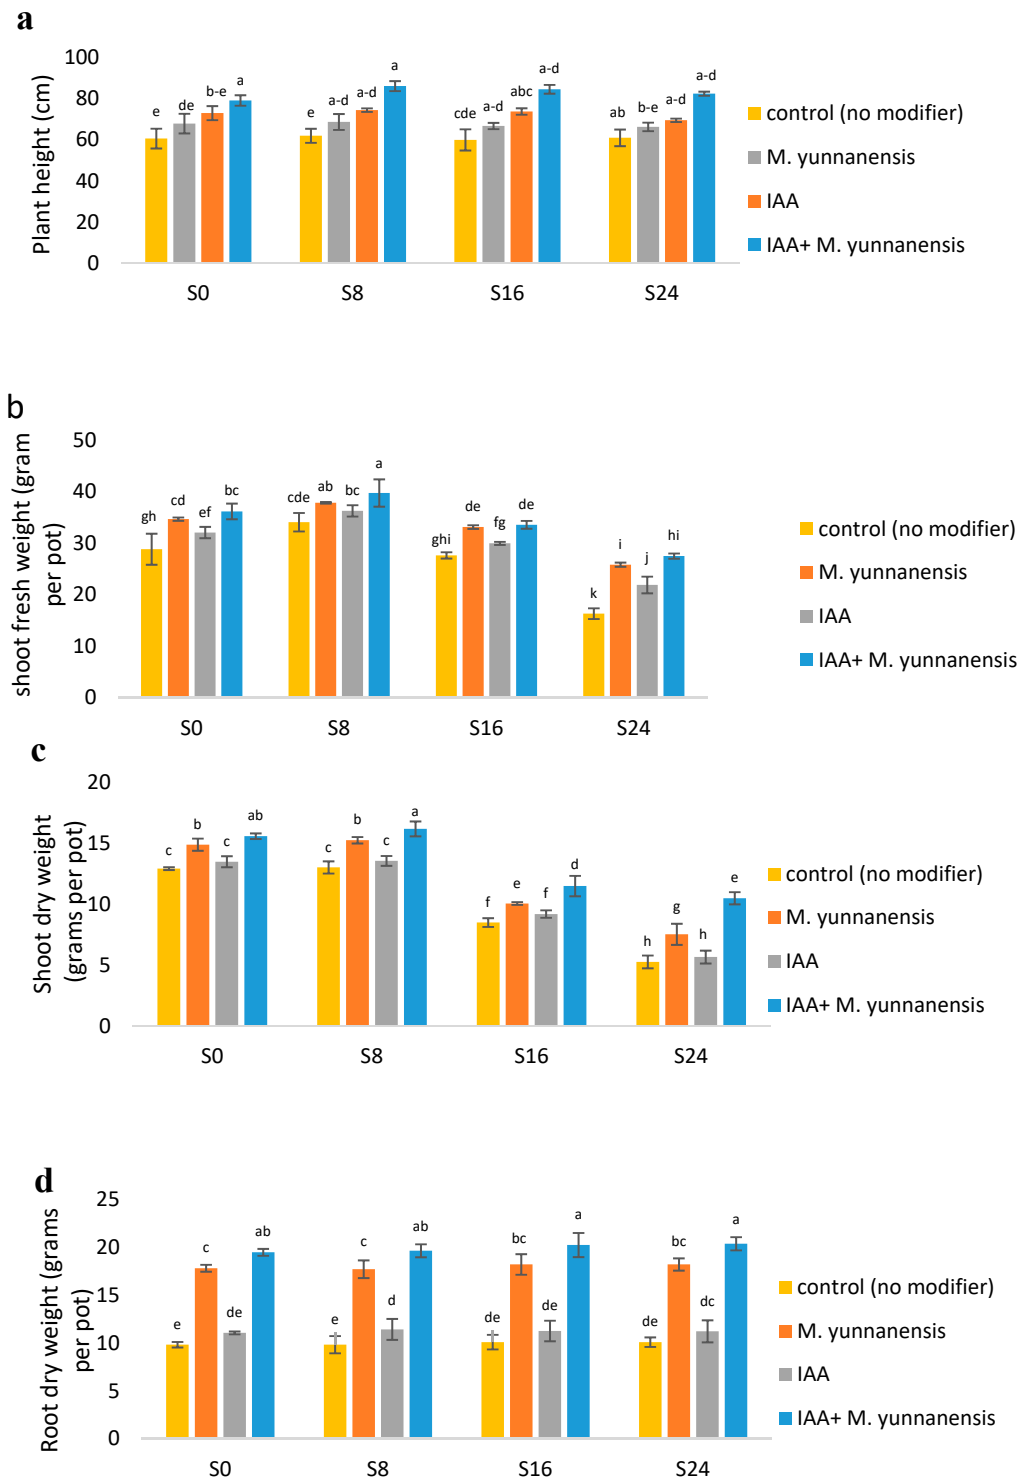 a
Plant height (cm)
100
80
60
40
20
0
e
de
b-e
a
e
a-d
a-d
a
cde
a-d
abc
a-d
ab
b-e
a-d
a-d
S0
S8
S16
S24
control (no modifier)
M. yunnanensis
IAA
IAA+ M. yunnanensis
b
shoot fresh weight (gram
per pot)
50
40
30
20
10
0
gh
cd
ef
bc
cde
ab
bc
a
ghi
de
fg
de
k
i
j
hi
S0
S8
S16
S24
control (no modifier)
M. yunnanensis
IAA
IAA+ M. yunnanensis
c
Shoot dry weight
(grams per pot)
20
15
10
5
0
c
b
c
ab
c
b
c
a
f
e
f
d
h
g
h
e
S0
S8
S16
S24
control (no modifier)
M. yunnanensis
IAA
IAA+ M. yunnanensis
d
Root dry weight (grams
per pot)
25
20
15
10
5
0
e
c
de
ab
e
c
d
ab
de
bc
de
a
de
bc
dc
a
S0
S8
S16
S24
control (no modifier)
M. yunnanensis
IAA
IAA+ M. yunnanensis